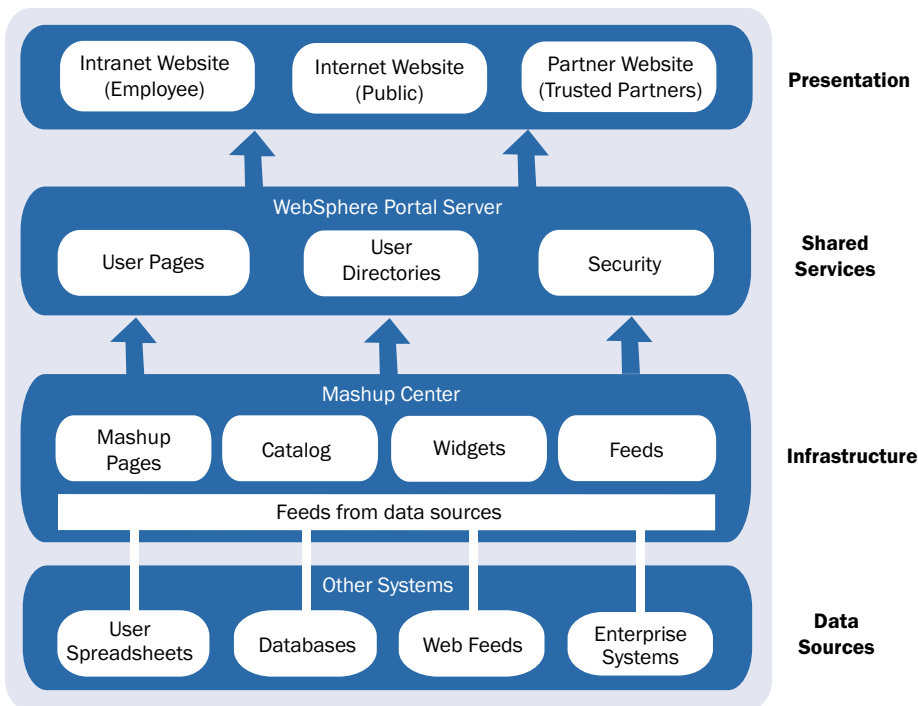 Intranet Website
(Employee)
Internet Website
(Public)
Partner Website
(Trusted Partners)
Presentation
WebSphere Portal Server
User Pages
User
Directories
Security
Shared
Services
Mashup Center
Mashup
Pages
Catalog
Widgets
Feeds
Infrastructure
Feeds from data sources
Other Systems
User
Spreadsheets
Databases
Web Feeds
Enterprise
Systems
Data
Sources